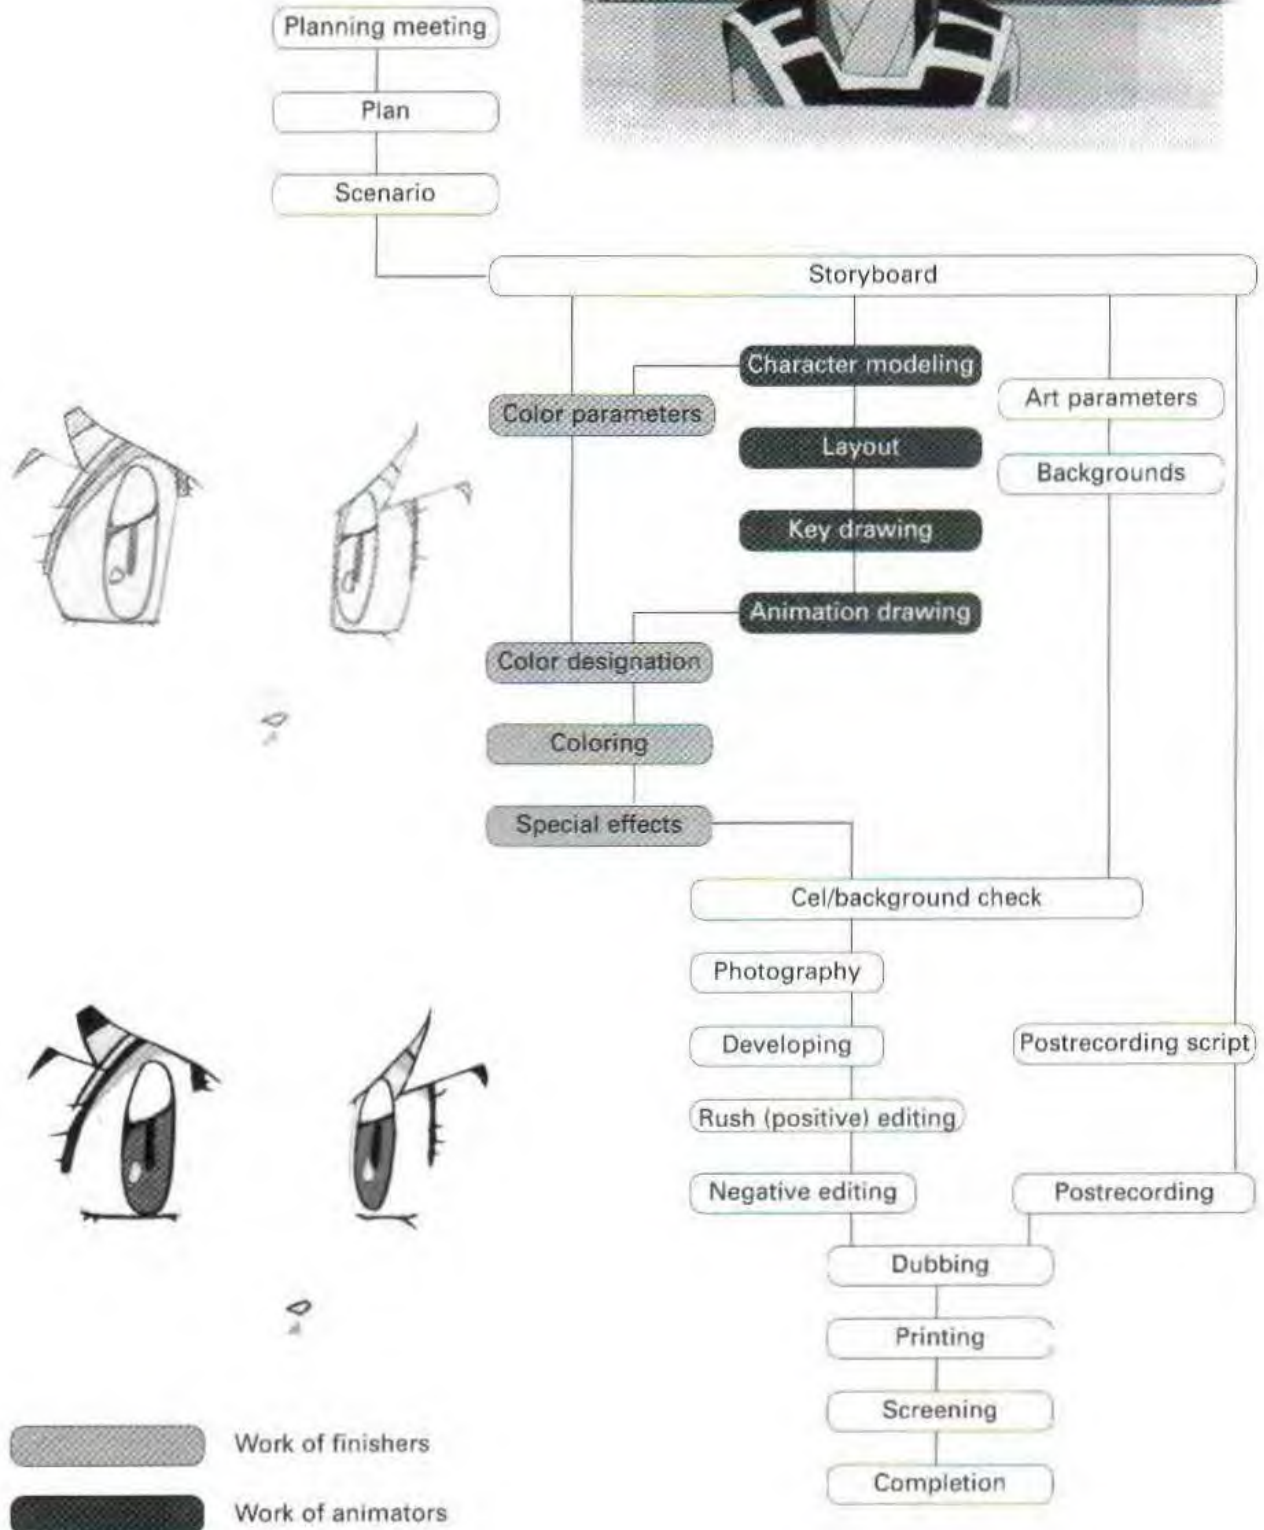 Planning meeting
Plan
Scenario
Storyboard
Character modeling
Color parameters
Art parameters
Layout
Backgrounds
Key drawing
Animation drawing
Color designation
Coloring
Special effects
Cel/background check
Photography
Developing
Postrecording script
Rush (positive) editing
Negative editing
Postrecording
Dubbing
Printing
Screening
Completion
Work of finishers
Work of animators